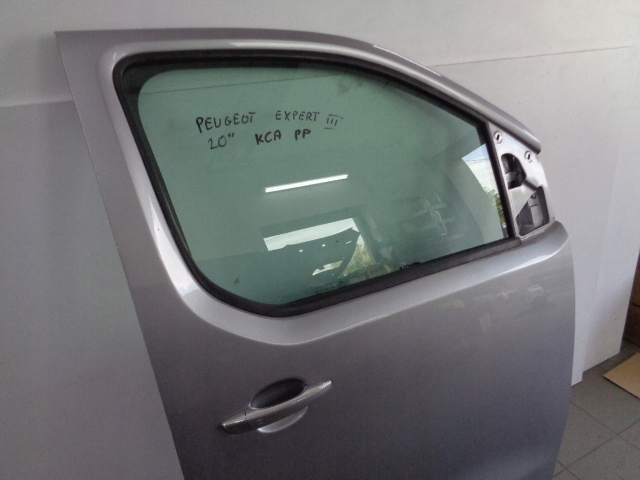 PEUGEOT EXPERT III
20" KCA PP